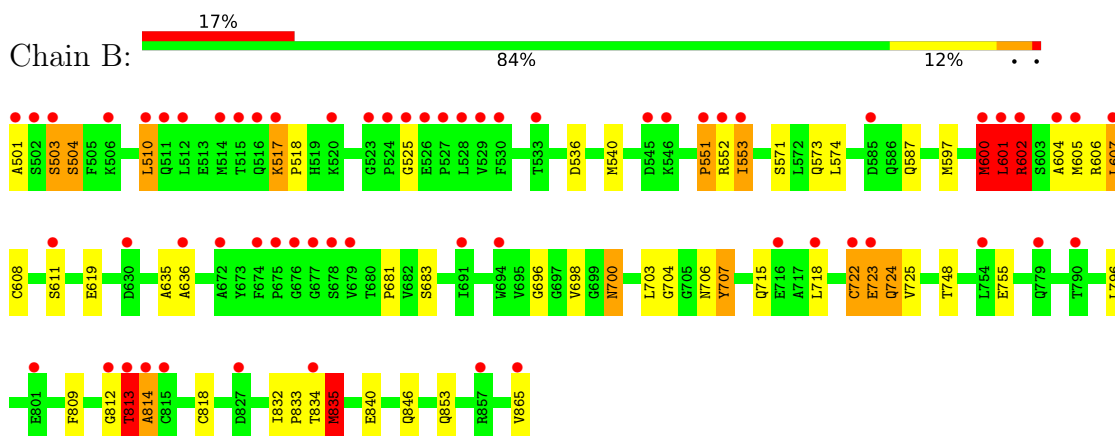 17%
Chain B:
84% 12% • •
A501 S502 S503 S504 F505 K506 L510 Q511 L512 E513 M514 T515 Q516 K517 P518 H519 K520 G523 P524 G525 E526 P527 L528 V529 F530 T533 D536 M540 D545 K546 P551 R552 I553 S571 L572 Q573 L574 D585 Q586 Q587 M597 M600 L601 R602 S603 A604 M605 R606 L607
C608 S611 E619 D630 A635 A636 A672 Y673 F674 P675 G676 G677 S678 V679 T680 P681 V682 S683 I691 W694 V695 G696 G697 V698 G699 N700 L703 G704 G705 N706 Y707 Q715 E716 A717 L718 C722 E723 Q724 V725 T748 L754 E755 Q779 T790 L796
E801 F809 G812 T813 A814 C815 C818 D827 I832 P833 T834 M835 E840 Q846 Q853 R857 V865